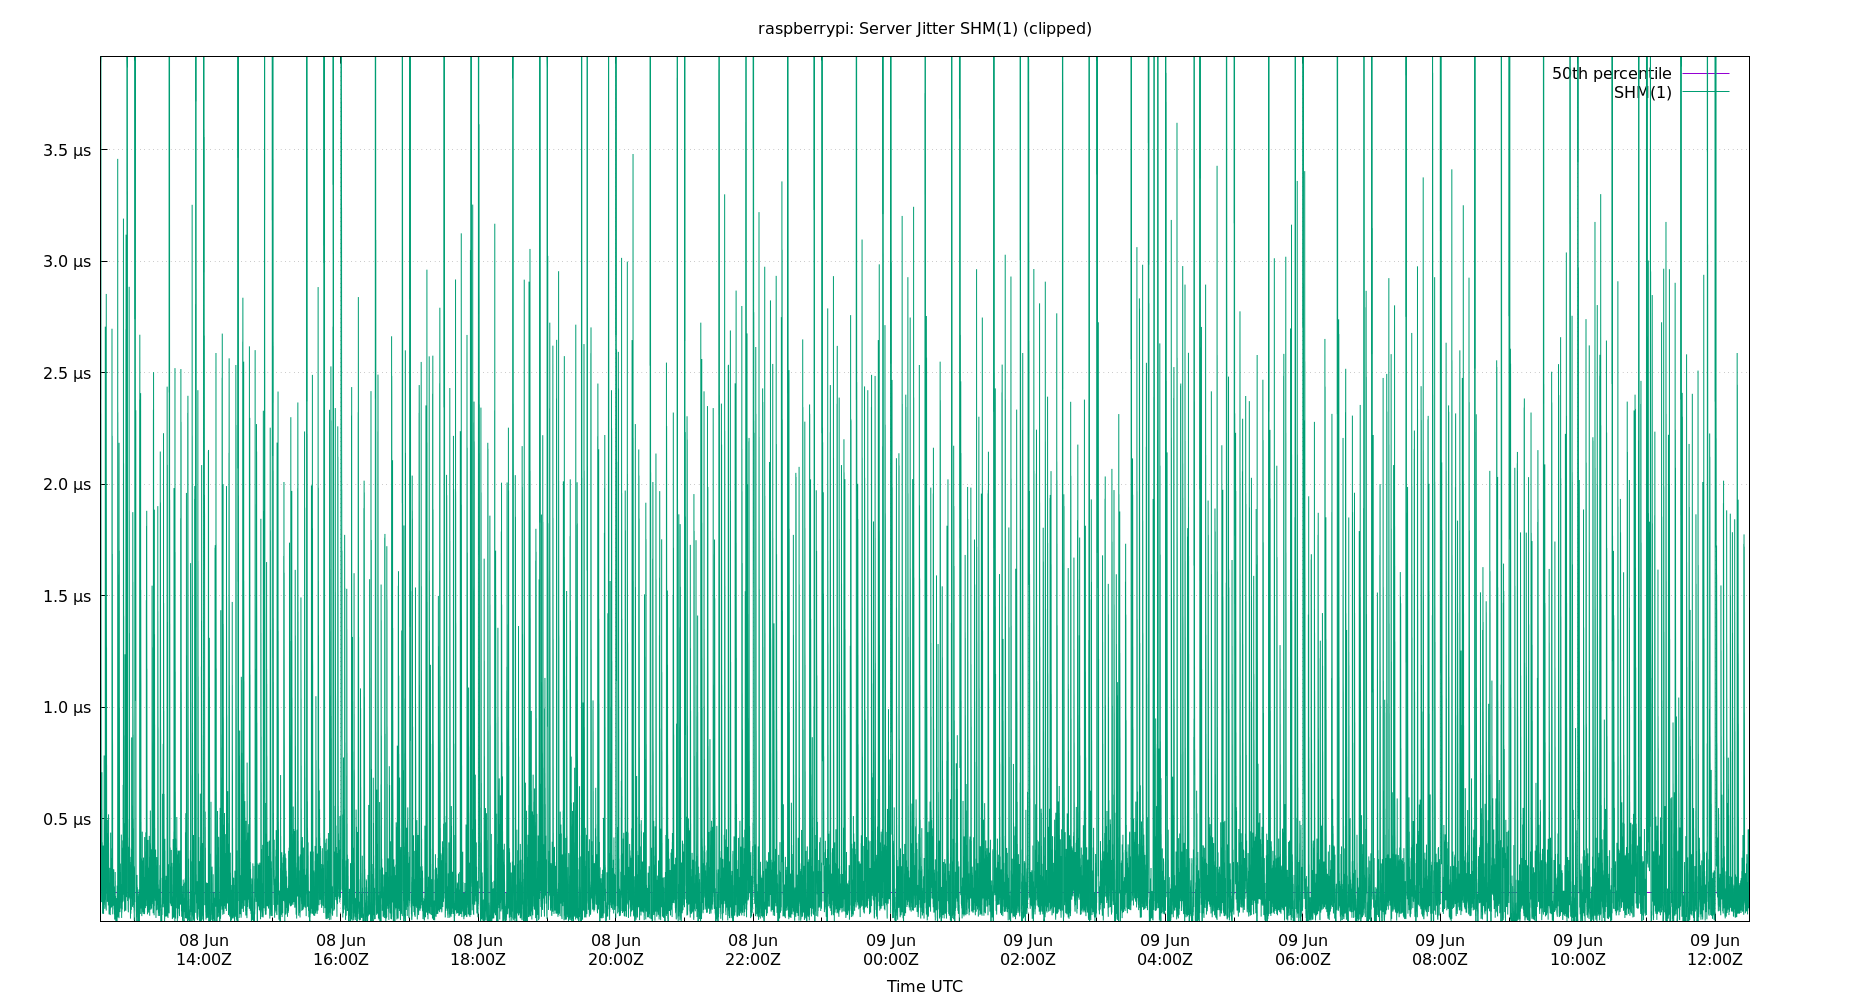 raspberrypi: Server Jitter SHM(1) (clipped)
50th percentile
SHM(1)
3.5 µs
3.0 µs
2.5 µs
2.0 µs
1.5 µs
1.0 µs
0.5 µs
08 Jun 08 Jun 08 Jun 08 Jun 08 Jun 09 Jun 09 Jun 09 Jun 09 Jun 09 Jun 09 Jun 09 Jun
14:00Z 16:00Z 18:00Z 20:00Z 22:00Z 00:00Z 02:00Z 04:00Z 06:00Z 08:00Z 10:00Z 12:00Z
Time UTC